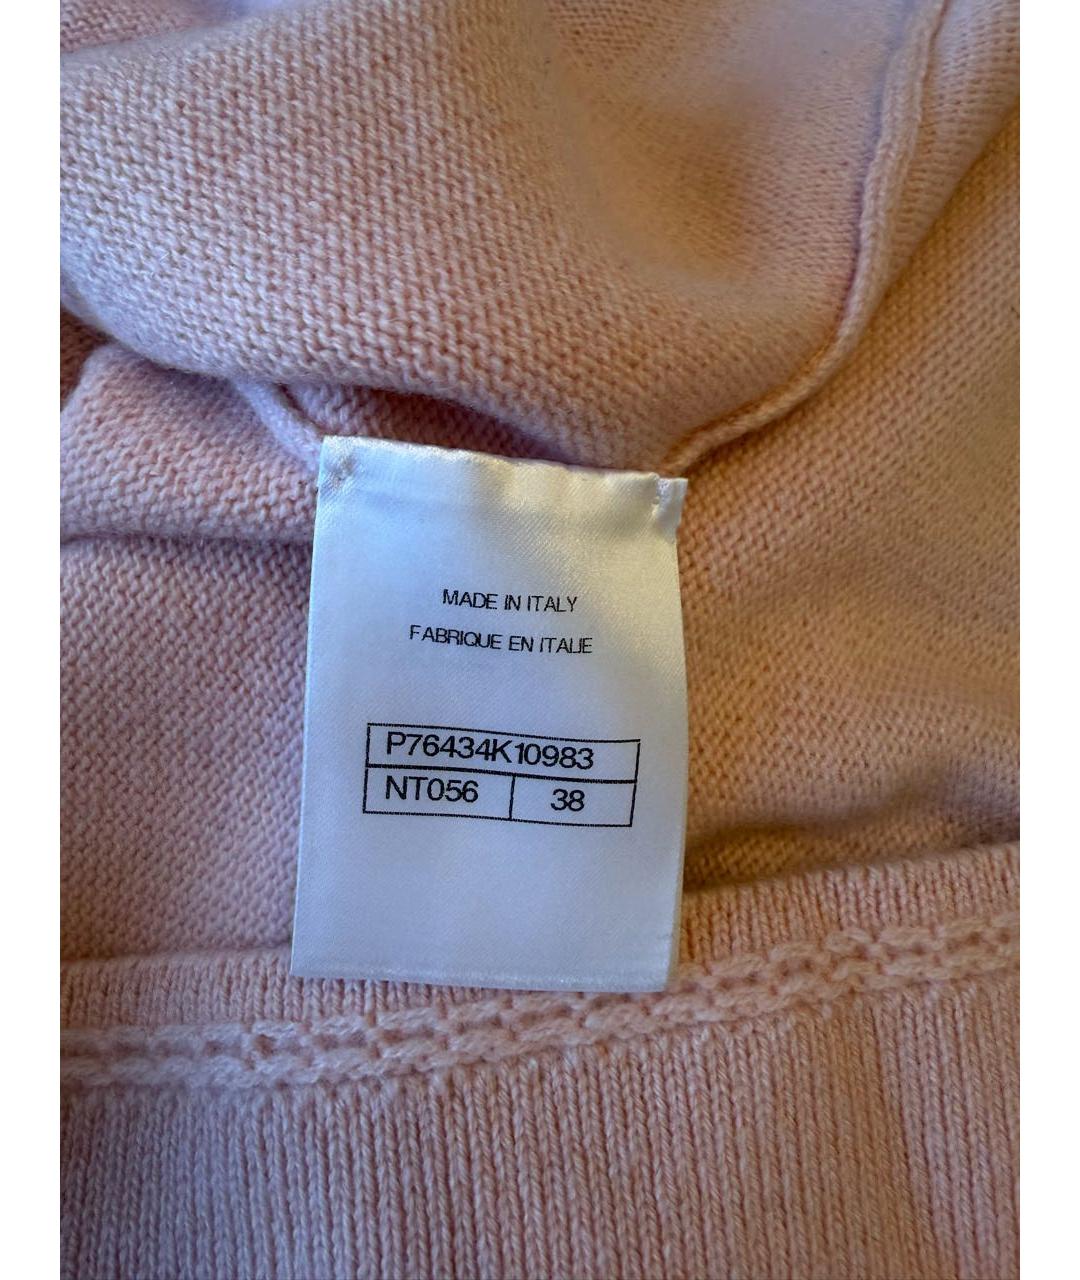 MADE IN ITALY
FABRIQUE EN ITALIE
P76434K10983
NT056 38